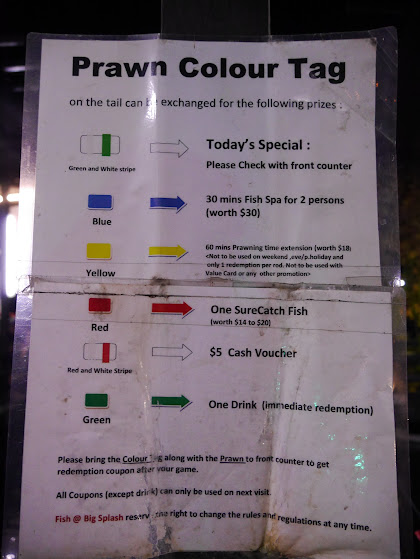 Prawn Colour Tag
on the tail can be exchanged for the following prizes :
Green and White stripe
Today's Special :
Please Check with front counter
Blue
30 mins Fish Spa for 2 persions
(worth $30)
Yellow
60 mins Prawning time extension (worth $18)
<Not to be used on weekend ,eve/p.holiday and
only 1 redemption per rod. Not to be used with
Value Card or any other promotion>
Red
One SureCatch Fish
(worth $14 to $20)
Red and White Stripe
$5 Cash Voucher
Green
One Drink (immediate redemption)
Please bring the Colour Tag along with the Prawn to front counter to get
redemption coupon after your game.
All Coupons (except drink) can only be used on next visit.
Fish @ Big Splash reserve the right to change the rules and regulations at any time.